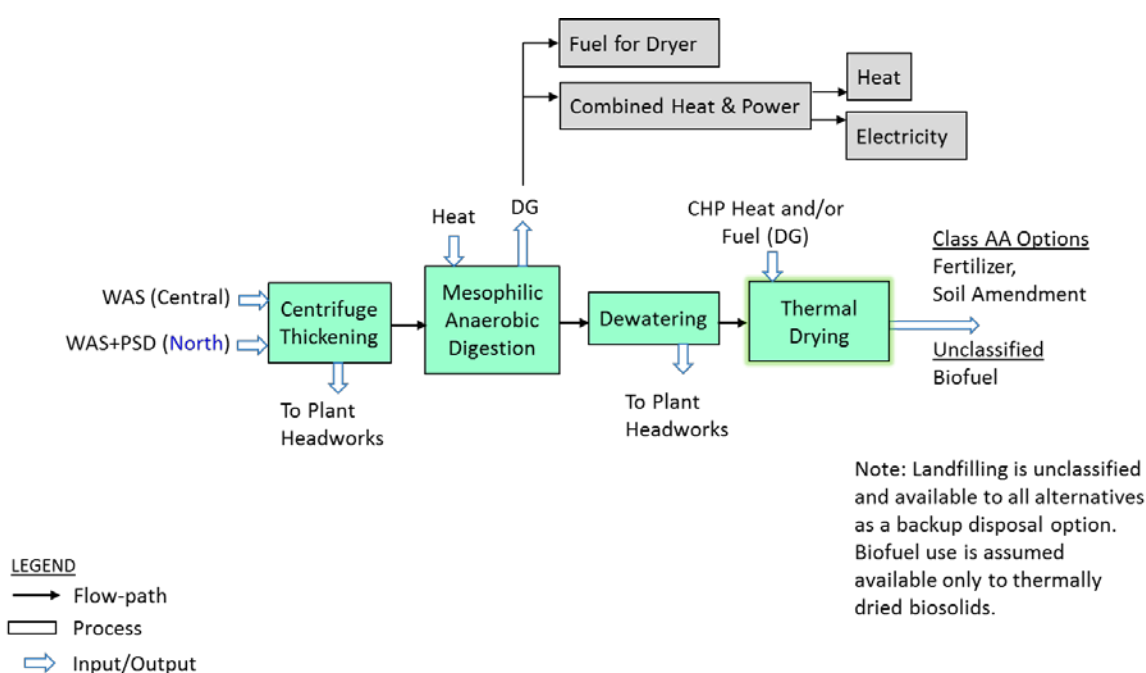 Fuel for Dryer
Heat
Combined Heat & Power
Electricity
Heat
DG
CHP Heat and/or
Fuel (DG)
Class AA Options
Fertilizer,
Soil Amendment
WAS (Central)
WAS+PSD (North)
Centrifuge
Thickening
Mesophilic
Anaerobic
Digestion
Dewatering
Thermal
Drying
Unclassified
Biofuel
To Plant
Headworks
To Plant
Headworks
Note: Landfilling is unclassified
and available to all alternatives
as a backup disposal option.
Biofuel use is assumed
available only to thermally
dried biosolids.
LEGEND
Flow-path
Process
Input/Output